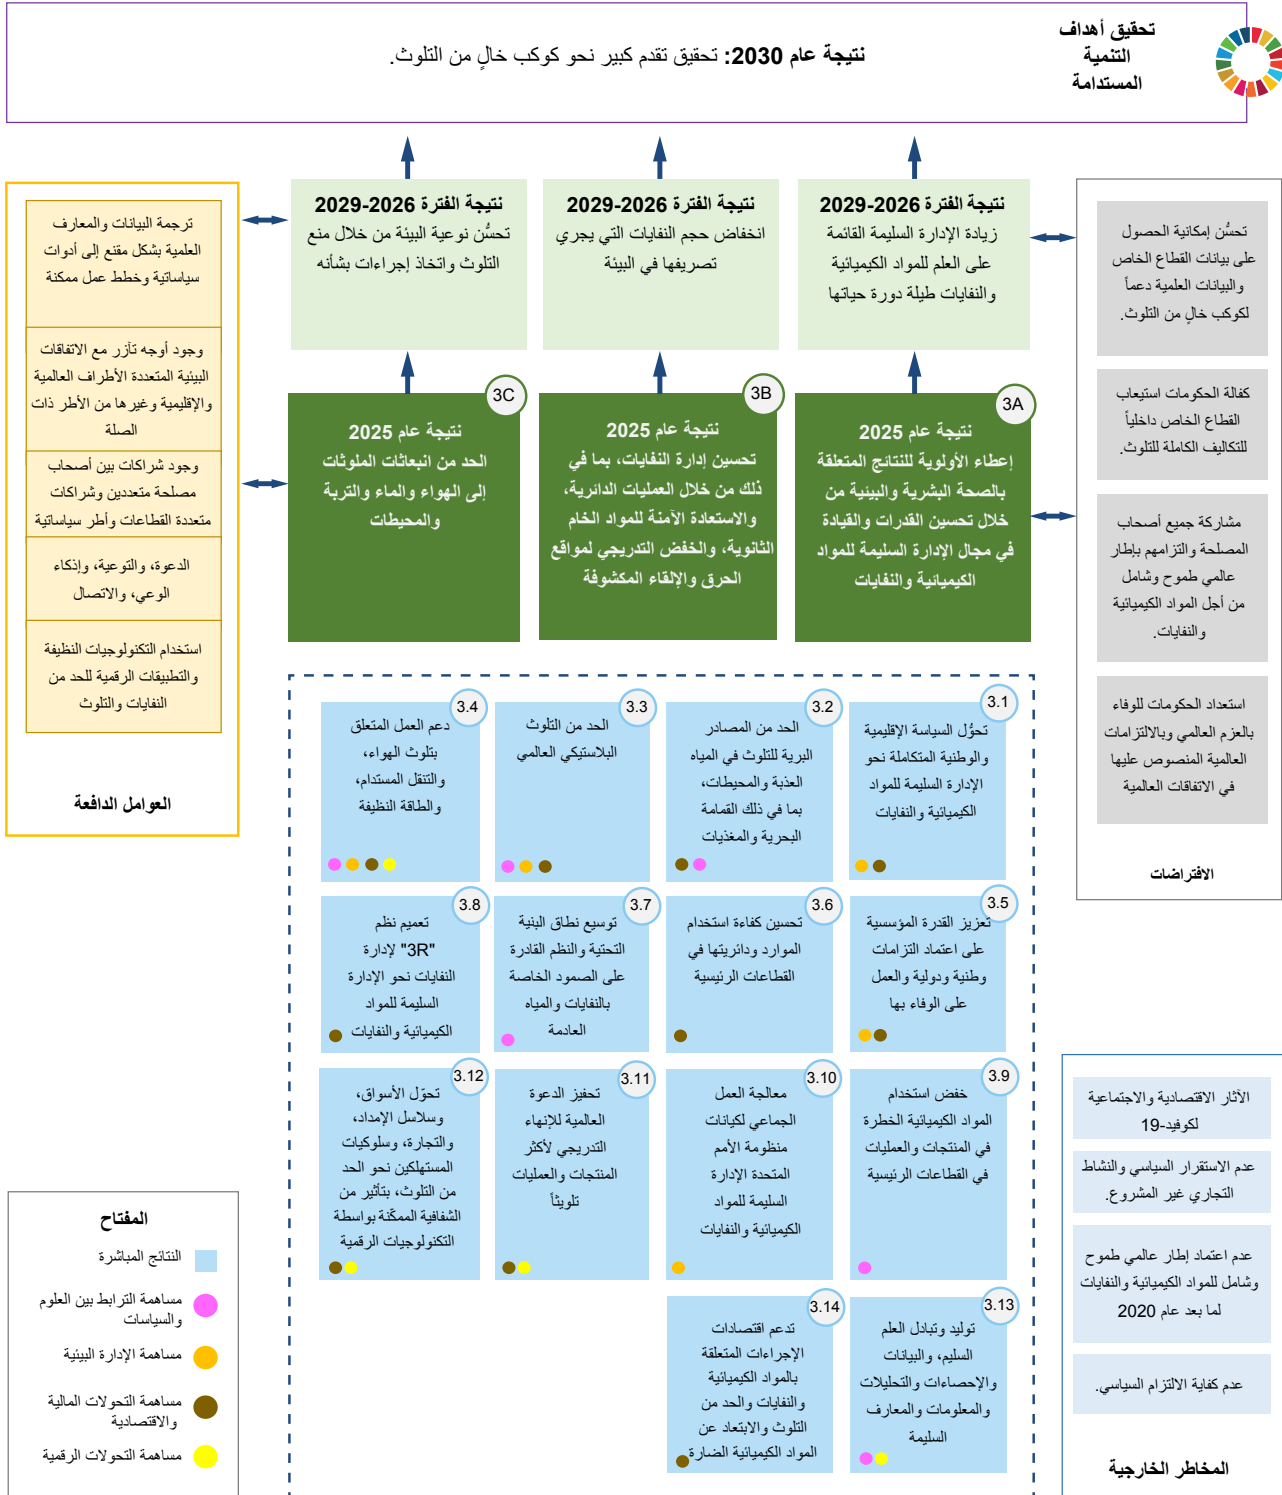 تحقيق أهداف
التنمية
المستدامة
نتيجة عام 2030: تحقيق تقدم كبير نحو كوكب خالٍ من التلوث.
نتيجة الفترة 2026-2029
زيادة الإدارة السليمة القائمة
على العلم للمواد الكيميائية
والنفايات طيلة دورة حياتها
نتيجة الفترة 2026-2029
انخفاض حجم النفايات التي يجري
تصريفها في البيئة
نتيجة الفترة 2026-2029
تحسُّن نوعية البيئة من خلال منع
التلوث واتخاذ إجراءات بشأنه
تحسُّن إمكانية الحصول
على بيانات القطاع الخاص
والبيانات العلمية دعماً
لكوكب خالٍ من التلوث.
كفالة الحكومات استيعاب
القطاع الخاص داخلياً
للتكاليف الكاملة للتلوث.
مشاركة جميع أصحاب
المصلحة والتزامهم بإطار
عالمي طموح وشامل
من أجل المواد الكيميائية
والنفايات.
استعداد الحكومات للوفاء
بالعزم العالمي وبالالتزامات
العالمية المنصوص عليها
في الاتفاقات العالمية
الافتراضات
ترجمة البيانات والمعارف
العلمية بشكل مقنع إلى أدوات
سياساتية وخطط عمل ممكنة
وجود أوجه تآزر مع الاتفاقات
البيئية المتعددة الأطراف العالمية
والإقليمية وغيرها من الأطر ذات
الصلة
وجود شراكات بين أصحاب
مصلحة متعددين وشراكات
متعددة القطاعات وأطر سياساتية
الدعوة، والتوعية، وإذكاء
الوعي، والاتصال
استخدام التكنولوجيات النظيفة
والتطبيقات الرقمية للحد من
النفايات والتلوث
العوامل الدافعة
3A
نتيجة عام 2025
إعطاء الأولوية للنتائج المتعلقة
بالصحة البشرية والبيئية من
خلال تحسين القدرات والقيادة
في مجال الإدارة السليمة للمواد
الكيميائية والنفايات
3B
نتيجة عام 2025
تحسين إدارة النفايات، بما في
ذلك من خلال العمليات الدائرية،
والاستعادة الآمنة للمواد الخام
الثانوية، والخفض التدريجي لمواقع
الحرق والإلقاء المكشوفة
3C
نتيجة عام 2025
الحد من انبعاثات الملوثات
إلى الهواء والماء والتربة
والمحيطات
3.1
تحوُّل السياسة الإقليمية
والوطنية المتكاملة نحو
الإدارة السليمة للمواد
الكيميائية والنفايات
3.2
الحد من المصادر
البرية للتلوث في المياه
العذبة والمحيطات،
بما في ذلك القمامة
البحرية والمغذيات
3.3
الحد من التلوث
البلاستيكي العالمي
3.4
دعم العمل المتعلق
بتلوث الهواء،
والتنقل المستدام،
والطاقة النظيفة
3.5
تعزيز القدرة المؤسسية
على اعتماد التزامات
وطنية ودولية والعمل
على الوفاء بها
3.6
تحسين كفاءة استخدام
الموارد ودائريتها في
القطاعات الرئيسية
3.7
توسيع نطاق البنية
التحتية والنظم القادرة
على الصمود الخاصة
بالنفايات والمياه
العادمة
3.8
تعميم نظم
"3R" لإدارة
النفايات نحو الإدارة
السليمة للمواد
الكيميائية والنفايات
3.9
خفض استخدام
المواد الكيميائية الخطرة
في المنتجات والعمليات
في القطاعات الرئيسية
3.10
معالجة العمل
الجماعي لكيانات
منظومة الأمم
المتحدة الإدارة
السليمة للمواد
الكيميائية والنفايات
3.11
تحفيز الدعوة
العالمية للإنهاء
التدريجي لأكثر
المنتجات والعمليات
تلويثاً
3.12
تحوّل الأسواق،
وسلاسل الإمداد،
والتجارة، وسلوكيات
المستهلكين نحو الحد
من التلوث، بتأثير من
الشفافية الممكّنة بواسطة
التكنولوجيات الرقمية
3.13
توليد وتبادل العلم
السليم، والبيانات
والإحصاءات والتحليلات
والمعلومات والمعارف
السليمة
3.14
تدعم اقتصادات
الإجراءات المتعلقة
بالمواد الكيميائية
والنفايات والحد من
التلوث والابتعاد عن
المواد الكيميائية الضارة
الآثار الاقتصادية والاجتماعية
لكوفيد-19
عدم الاستقرار السياسي والنشاط
التجاري غير المشروع.
عدم اعتماد إطار عالمي طموح
وشامل للمواد الكيميائية والنفايات
لما بعد عام 2020
عدم كفاية الالتزام السياسي.
المخاطر الخارجية
المفتاح
النتائج المباشرة
مساهمة الترابط بين العلوم
والسياسات
مساهمة الإدارة البيئية
مساهمة التحولات المالية
والاقتصادية
مساهمة التحولات الرقمية